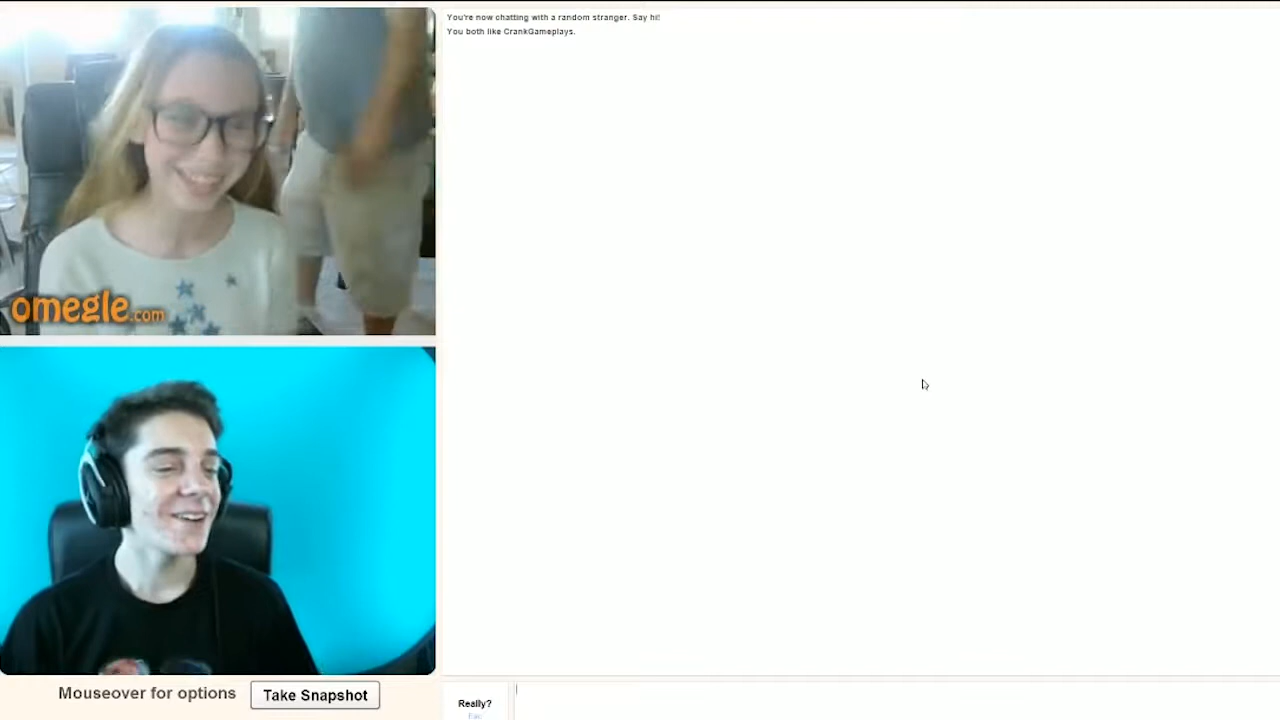 You're now chatting with a random stranger. Say hi!
You both like CrankGameplays.
omegle.com
Mouseover for options
Take Snapshot
Really?
Esc